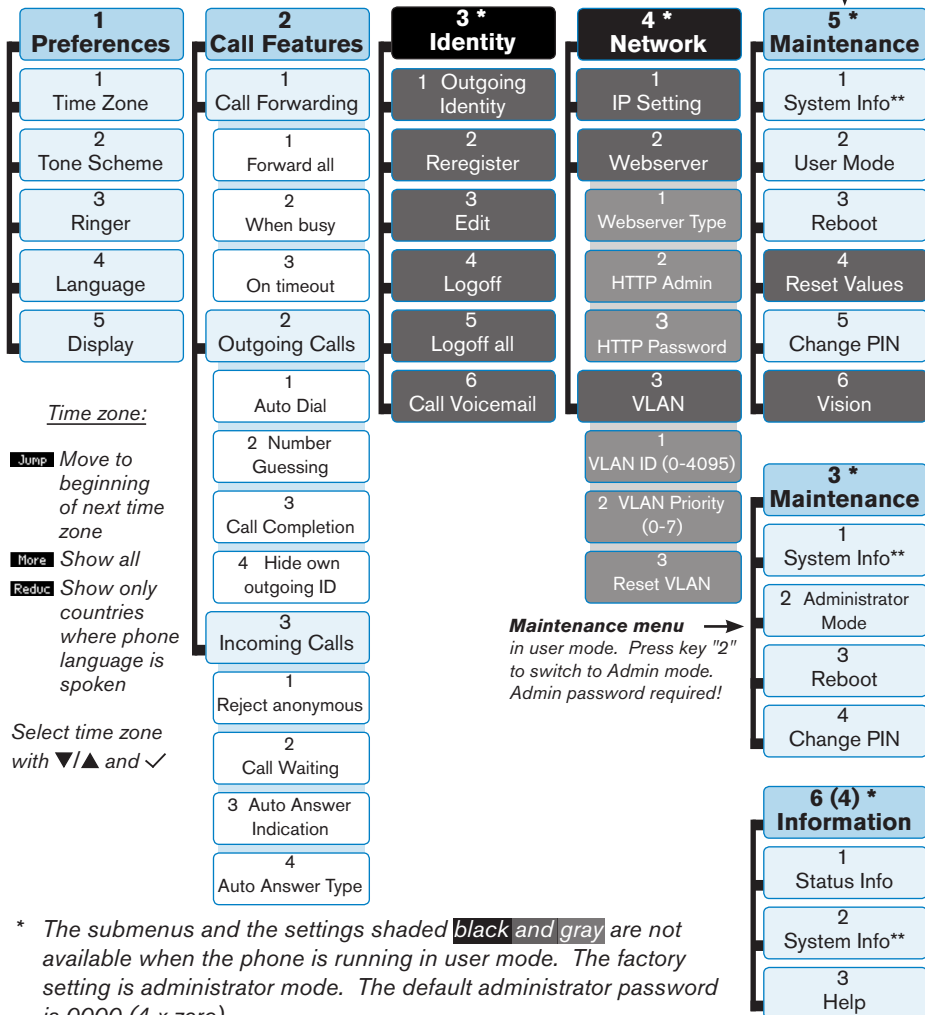 1
Preferences
1
Time Zone
2
Tone Scheme
3
Ringer
4
Language
5
Display
Time zone:
Jump Move to
beginning
of next time
zone
More Show all
Reduc Show only
countries
where phone
language is
spoken
Select time zone
with ▼/▲ and ✓
2
Call Features
1
Call Forwarding
1
Forward all
2
When busy
3
On timeout
2
Outgoing Calls
1
Auto Dial
2 Number
Guessing
3
Call Completion
4 Hide own
outgoing ID
3
Incoming Calls
1
Reject anonymous
2
Call Waiting
3 Auto Answer
Indication
4
Auto Answer Type
3 *
Identity
1 Outgoing
Identity
2
Reregister
3
Edit
4
Logoff
5
Logoff all
6
Call Voicemail
4 *
Network
1
IP Setting
2
Webserver
1
Webserver Type
2
HTTP Admin
3
HTTP Password
3
VLAN
1
VLAN ID (0-4095)
2 VLAN Priority
(0-7)
3
Reset VLAN
5 *
Maintenance
1
System Info**
2
User Mode
3
Reboot
4
Reset Values
5
Change PIN
6
Vision
Maintenance menu →
in user mode. Press key "2"
to switch to Admin mode.
Admin password required!
3 *
Maintenance
1
System Info**
2 Administrator
Mode
3
Reboot
4
Change PIN
6 (4) *
Information
1
Status Info
2
System Info**
3
Help
* The submenus and the settings shaded black and gray are not
available when the phone is running in user mode. The factory
setting is administrator mode. The default administrator password
is 0000 (4 x zero)